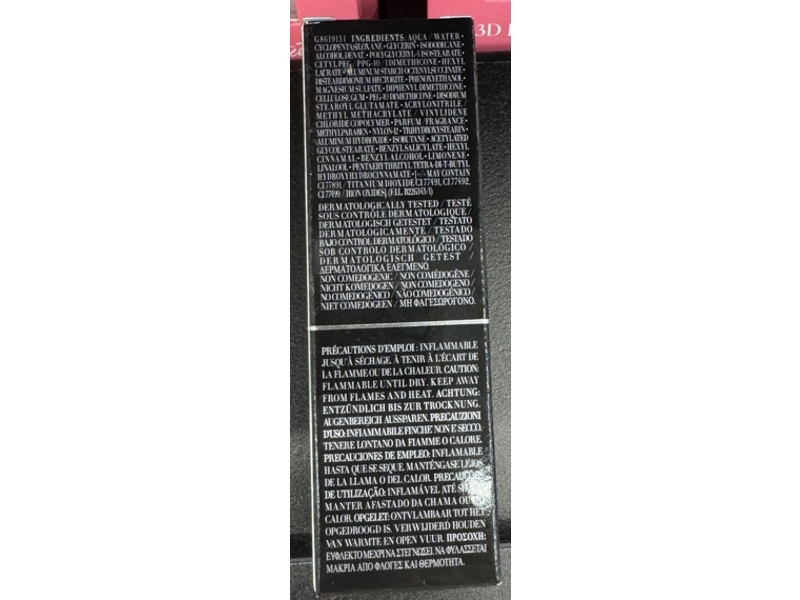 3D
G8619134 INGREDIENTS: AQUA / WATER •
CYCLOPENTASILOXANE • GLYCERIN • ISODODECANE •
ALCOHOL DENAT. • POLYGLYCERYL-4 ISOSTEARATE •
CETYL PEG / PPG-10 / 1 DIMETHICONE • HEXYL
LAURATE • ALUMINUM STARCH OCTENYLSUCCINATE •
DISTEARDIMONIUM HECTORITE • PHENOXYETHANOL •
MAGNESIUM SULFATE • DIPHENYL DIMETHICONE •
CELLULOSE GUM • PEG-10 DIMETHICONE • DISODIUM
STEAROYL GLUTAMATE • ACRYLONITRILE /
METHYL METHACRYLATE / VINYLIDENE
CHLORIDE COPOLYMER • PARFUM / FRAGRANCE •
METHYLPARABEN • NYLON-12 • TRIHYDROXYSTEARIN •
ALUMINUM HYDROXIDE • ISOBUTANE • ACETYLATED
GLYCOL STEARATE • BENZYL SALICYLATE • HEXYL
CINNAMAL • BENZYL ALCOHOL • LIMONENE •
LINALOOL • PENTAERYTHRITYL TETRA-DI-T-BUTYL
HYDROXYHYDROCINNAMATE • [+/- MAY CONTAIN
CI 77891 / TITANIUM DIOXIDE CI 77491, CI 77492,
CI 77499 / IRON OXIDES]. (F.I.L. B226343/1)
DERMATOLOGICALLY TESTED / TESTÉ
SOUS CONTRÔLE DERMATOLOGIQUE /
DERMATOLOGISCH GETESTET / TESTATO
DERMATOLOGICAMENTE / TESTADO
BAJO CONTROL DERMATOLÓGICO / TESTADO
SOB CONTROLO DERMATOLÓGICO /
DERMATOLOGISCH GETEST /
ΔΕΡΜΑΤΟΛΟΓΙΚΑ ΕΛΕΓΜΕΝΟ.
NON COMEDOGENIC / NON COMÉDOGÈNE /
NICHT KOMEDOGEN / NON COMEDOGENICO /
NO COMEDOGÉNICO / NÃO COMEDOGÉNICO /
NIET COMEDOGEEN / ΜΗ ΦΑΓΕΣΩΡΟΓΟΝΟ.
PRÉCAUTIONS D'EMPLOI : INFLAMMABLE
JUSQU'À SÉCHAGE. À TENIR À L'ÉCART DE
LA FLAMME OU DE LA CHALEUR. CAUTION:
FLAMMABLE UNTIL DRY. KEEP AWAY
FROM FLAMES AND HEAT. ACHTUNG:
ENTZÜNDLICH BIS ZUR TROCKNUNG.
AUGENBEREICH AUSSPAREN. PRECAUZIONI
D'USO: INFIAMMABILE FINCHÉ NON È SECCO.
TENERE LONTANO DA FIAMME O CALORE.
PRECAUCIONES DE EMPLEO: INFLAMABLE
HASTA QUE SE SEQUE. MANTÉNGASE LEJOS
DE LA LLAMA O DEL CALOR. PRECAUÇÕES
DE UTILIZAÇÃO: INFLAMÁVEL ATÉ
MANTER AFASTADO DA CHAMA OU
CALOR. OPGELET: ONTVLAMBAAR TOT HET
OPGEDROOGD IS. VERWIJDERD HOUDEN
VAN WARMTE EN OPEN VUUR. ΠΡΟΣΟΧΗ:
ΕΥΦΛΕΚΤΟ ΜΕΧΡΙ ΝΑ ΣΤΕΓΝΩΣΕΙ ΝΑ ΦΥΛΑΣΣΕΤΑΙ
ΜΑΚΡΙΑ ΑΠΟ ΦΛΟΓΕΣ ΚΑΙ ΘΕΡΜΟΤΗΤΑ.